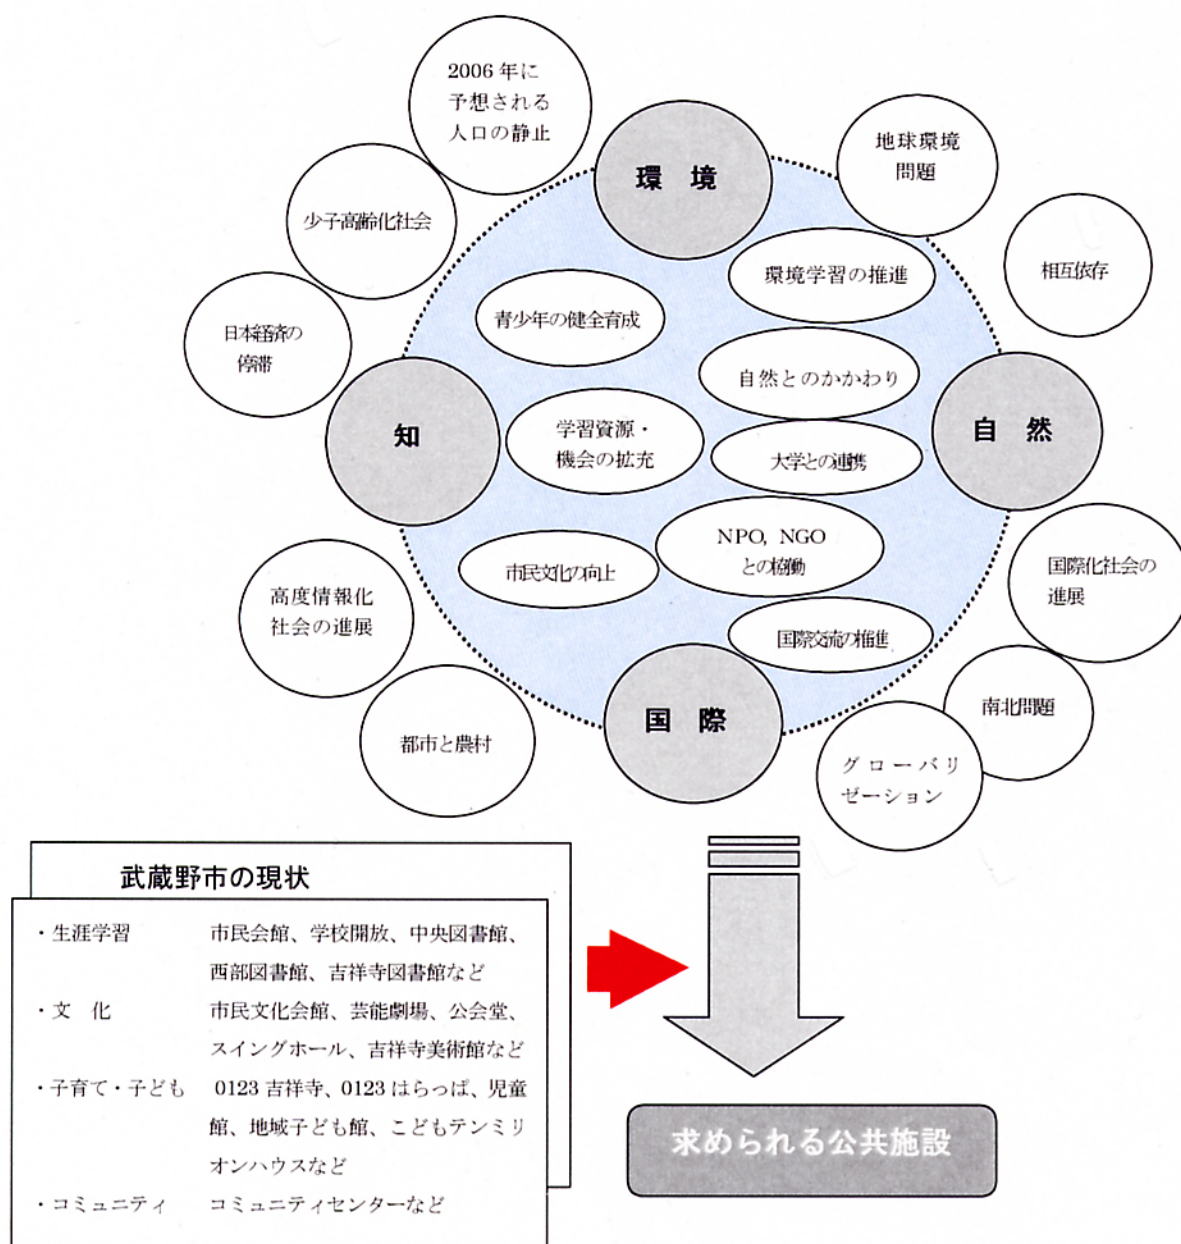 2006年に
予想される
人口の静止
環 境
地球環境
問題
少子高齢化社会
相互依存
環境学習の推進
青少年の健全育成
日本経済の
停滞
自然とのかかわり
知
学習資源・
機会の拡充
自 然
大学との連携
NPO, NGO
との協働
市民文化の向上
国際化社会の
進展
高度情報化
社会の進展
国際交流の推進
国 際
南北問題
都市と農村
グローバリ
ゼーション
武蔵野市の現状
・生涯学習 市民会館、学校開放、中央図書館、
西部図書館、吉祥寺図書館など
・文 化 市民文化会館、芸能劇場、公会堂、
スイングホール、吉祥寺美術館など
・子育て・子ども 0123吉祥寺、0123はらっぱ、児童
館、地域子ども館、こどもテンミリ
オンハウスなど
・コミュニティ コミュニティセンターなど
求められる公共施設